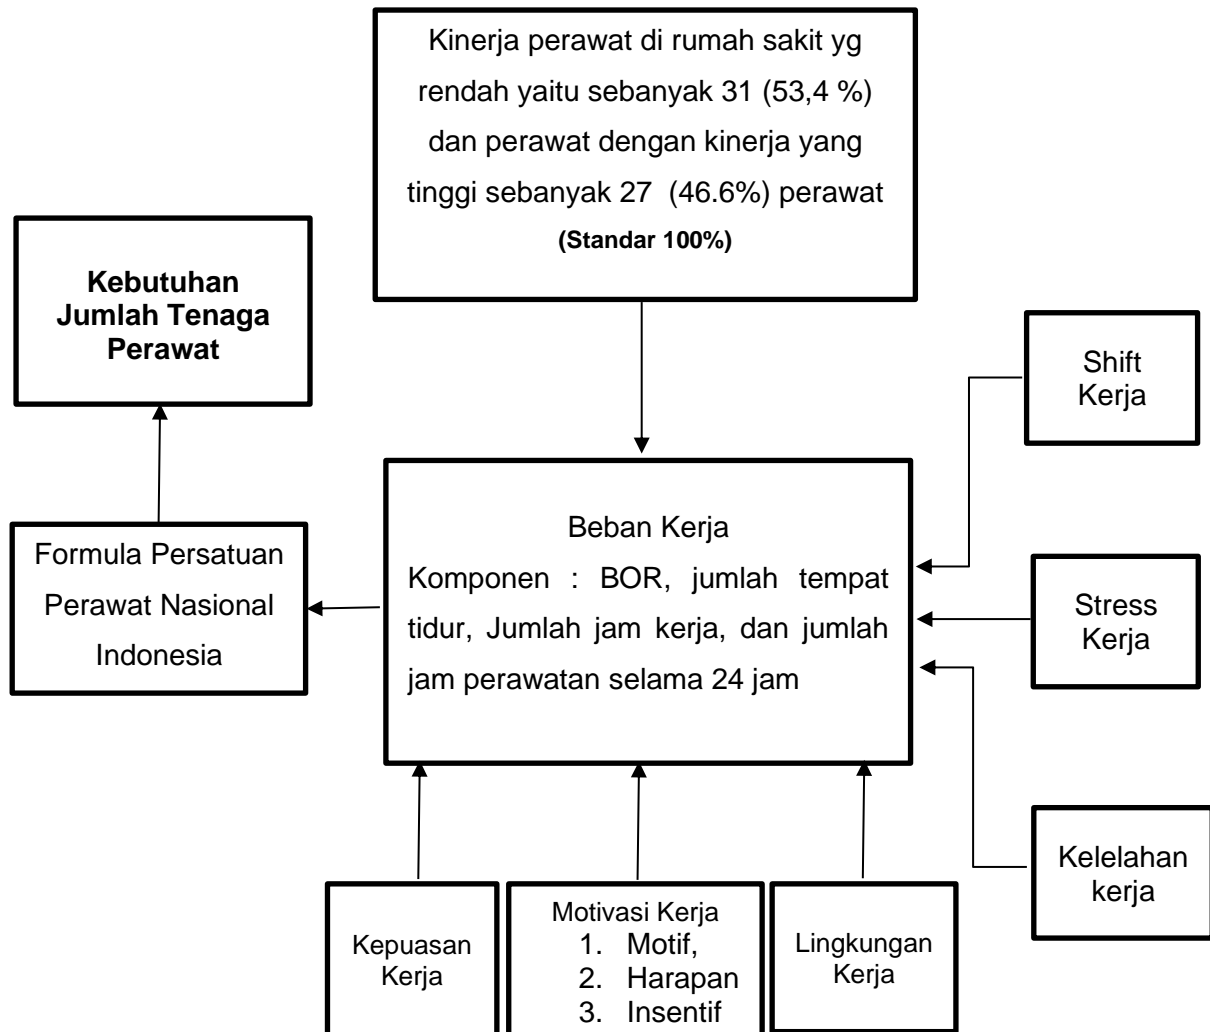 Kinerja perawat di rumah sakit yg
rendah yaitu sebanyak 31 (53,4 %)
dan perawat dengan kinerja yang
tinggi sebanyak 27  (46.6%) perawat
(Standar 100%)
Kebutuhan
Jumlah Tenaga
Perawat
Shift
Kerja
Formula Persatuan
Perawat Nasional
Indonesia
Beban Kerja
Komponen : BOR, jumlah tempat
tidur, Jumlah jam kerja, dan jumlah
jam perawatan selama 24 jam
Stress
Kerja
Kelelahan
kerja
Kepuasan
Kerja
Motivasi Kerja
1. Motif,
2. Harapan
3. Insentif
Lingkungan
Kerja